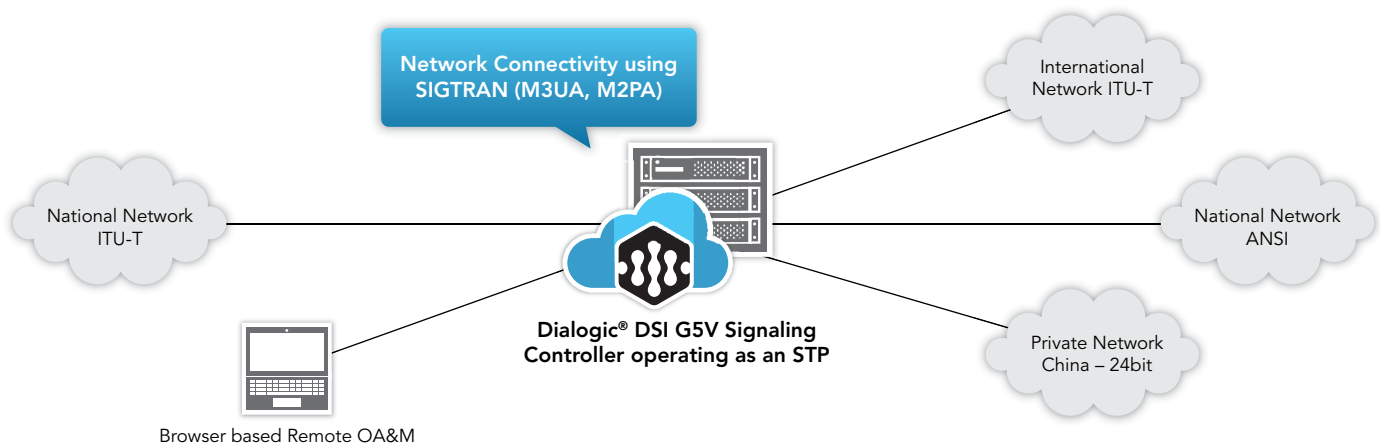 Network Connectivity using
SIGTRAN (M3UA, M2PA)
International
Network ITU-T
National Network
ITU-T
National Network
ANSI
Dialogic® DSI G5V Signaling
Controller operating as an STP
Private Network
China – 24bit
Browser based Remote OA&M